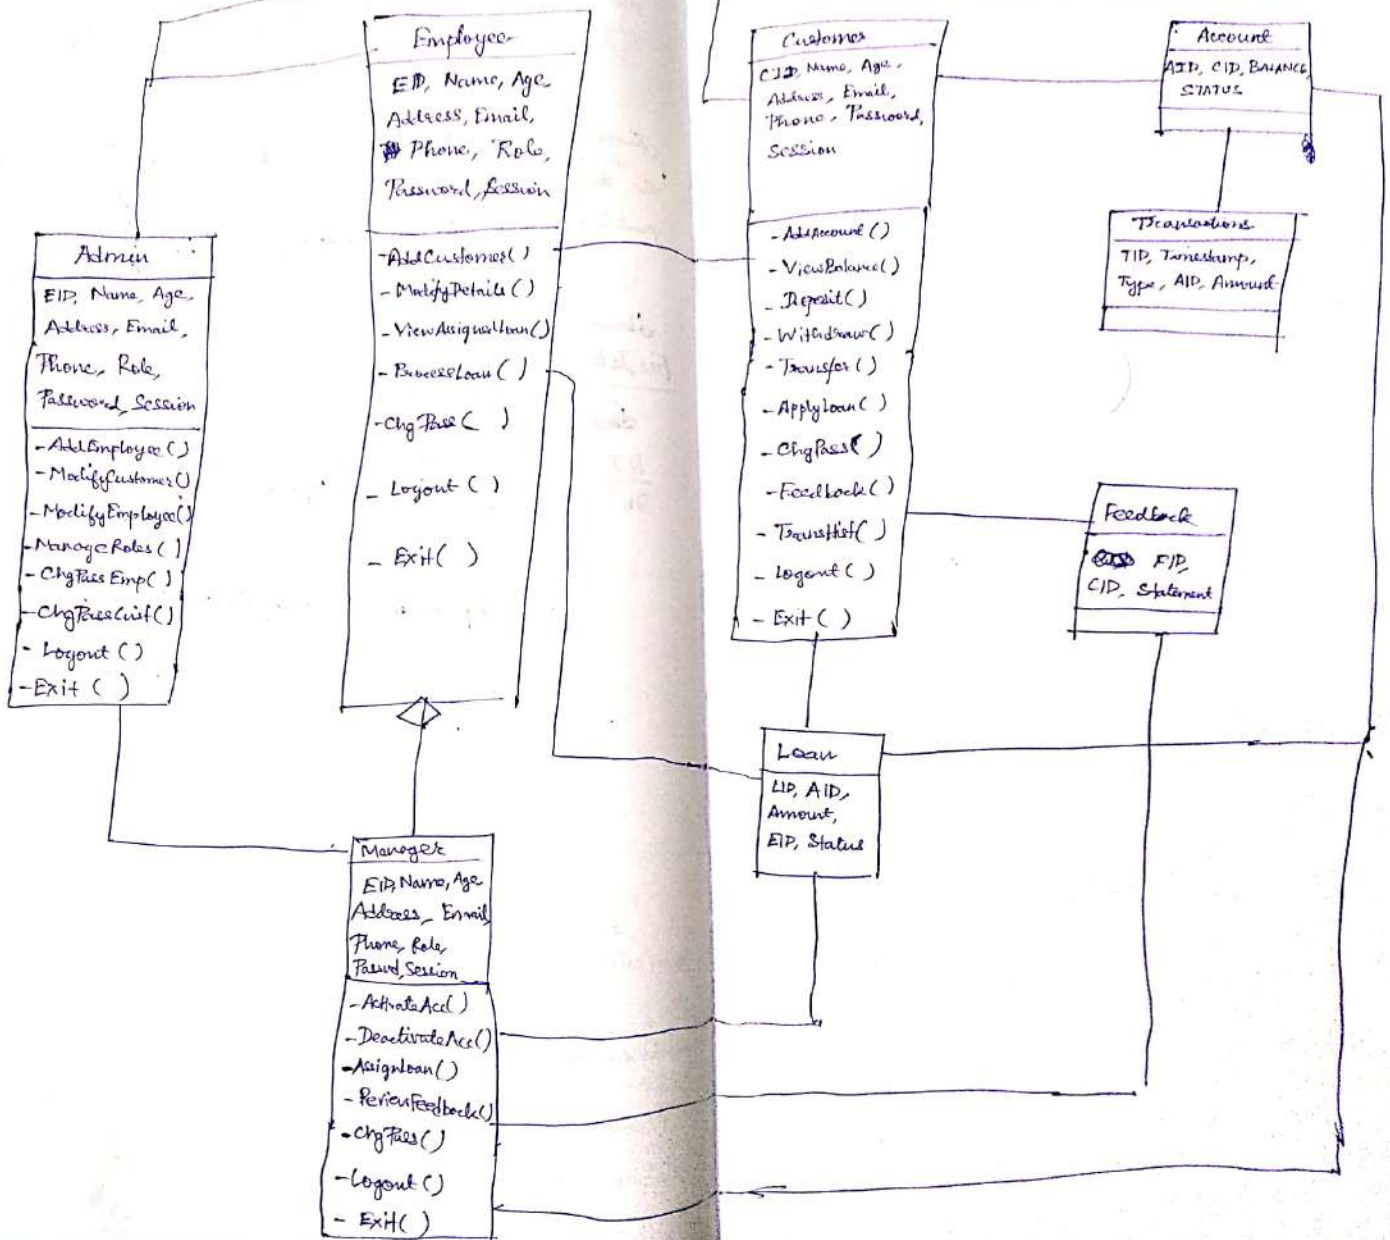 Employee
EID, Name, Age,
Address, Email,
Phone, Role,
Password, Session
-AddCustomer()
- ModifyDetails()
- ViewAssignedLoan()
- ProcessLoan()
-ChgPass( )
- Logout ()
- Exit( )
Customer
CID, Name, Age,
Address, Email,
Phone, Password,
Session
- AddAccount()
- ViewBalance()
- Deposit()
- Withdraw()
- Transfer()
- ApplyLoan()
- ChgPass()
- Feedback()
- TransHist()
- Logout()
- Exit ( )
Account
AID, CID, BALANCE,
STATUS
Transactions
TID, Timestamp,
Type, AID, Amount
Admin
EID, Name, Age,
Address, Email,
Phone, Role,
Password, Session
- AddEmployee()
- ModifyCustomer()
- ModifyEmployee()
- ManageRoles()
- ChgPassEmp()
- ChgPassCust()
- Logout ()
- Exit ( )
Feedback
FID,
CID, Statement
Loan
LID, AID,
Amount,
EID, Status
Manager
EID, Name, Age
Address, Email
Phone, Role,
Passwd, Session
- ActivateAcc()
- DeactivateAcc()
- AssignLoan()
- ReviewFeedback()
- ChgPass()
- Logout()
- Exit()